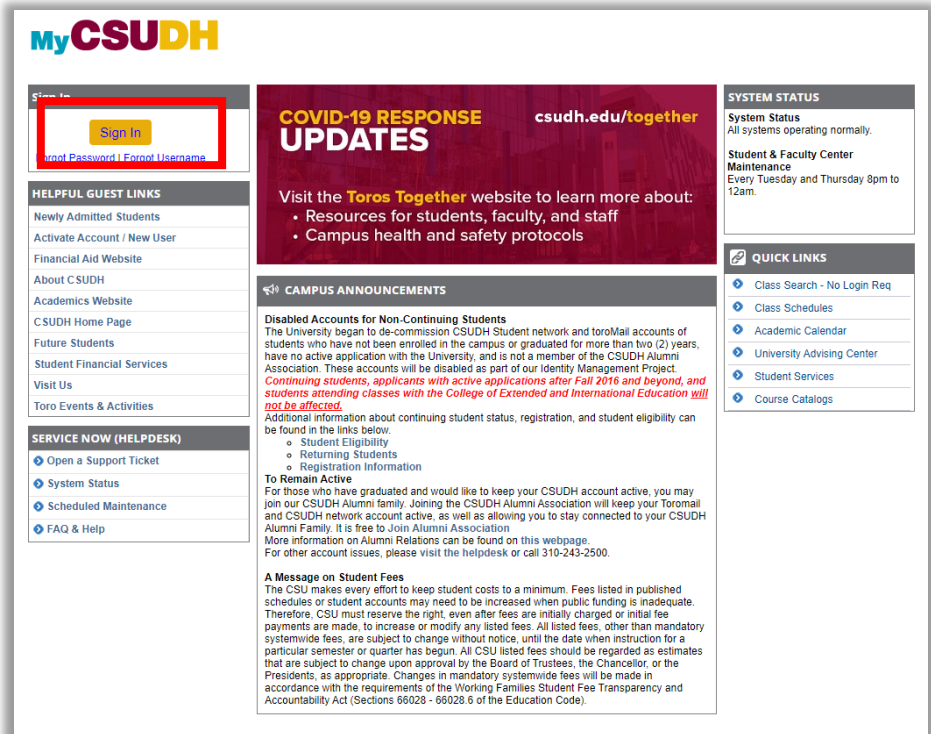 MyCSUDH
Sign In
Sign In
Forgot Password | Forgot Username
HELPFUL GUEST LINKS
Newly Admitted Students
Activate Account / New User
Financial Aid Website
About CSUDH
Academics Website
CSUDH Home Page
Future Students
Student Financial Services
Visit Us
Toro Events & Activities
SERVICE NOW (HELPDESK)
Open a Support Ticket
System Status
Scheduled Maintenance
FAQ & Help
COVID-19 RESPONSE
UPDATES
csudh.edu/together
Visit the Toros Together website to learn more about:
• Resources for students, faculty, and staff
• Campus health and safety protocols
CAMPUS ANNOUNCEMENTS
Disabled Accounts for Non-Continuing Students
The University began to de-commission CSUDH Student network and toroMail accounts of
students who have not been enrolled in the campus or graduated for more than two (2) years,
have no active application with the University, and is not a member of the CSUDH Alumni
Association. These accounts will be disabled as part of our Identity Management Project.
Continuing students, applicants with active applications after Fall 2016 and beyond, and
students attending classes with the College of Extended and International Education will
not be affected.
Additional information about continuing student status, registration, and student eligibility can
be found in the links below.
Student Eligibility
Returning Students
Registration Information
To Remain Active
For those who have graduated and would like to keep your CSUDH account active, you may
join our CSUDH Alumni family. Joining the CSUDH Alumni Association will keep your Toromail
and CSUDH network account active, as well as allowing you to stay connected to your CSUDH
Alumni Family. It is free to Join Alumni Association
More information on Alumni Relations can be found on this webpage.
For other account issues, please visit the helpdesk or call 310-243-2500.
A Message on Student Fees
The CSU makes every effort to keep student costs to a minimum. Fees listed in published
schedules or student accounts may need to be increased when public funding is inadequate.
Therefore, CSU must reserve the right, even after fees are initially charged or initial fee
payments are made, to increase or modify any listed fees. All listed fees, other than mandatory
systemwide fees, are subject to change without notice, until the date when instruction for a
particular semester or quarter has begun. All CSU listed fees should be regarded as estimates
that are subject to change upon approval by the Board of Trustees, the Chancellor, or the
Presidents, as appropriate. Changes in mandatory systemwide fees will be made in
accordance with the requirements of the Working Families Student Fee Transparency and
Accountability Act (Sections 66028 - 66028.6 of the Education Code).
SYSTEM STATUS
System Status
All systems operating normally.
Student & Faculty Center
Maintenance
Every Tuesday and Thursday 8pm to
12am.
QUICK LINKS
Class Search - No Login Req
Class Schedules
Academic Calendar
University Advising Center
Student Services
Course Catalogs